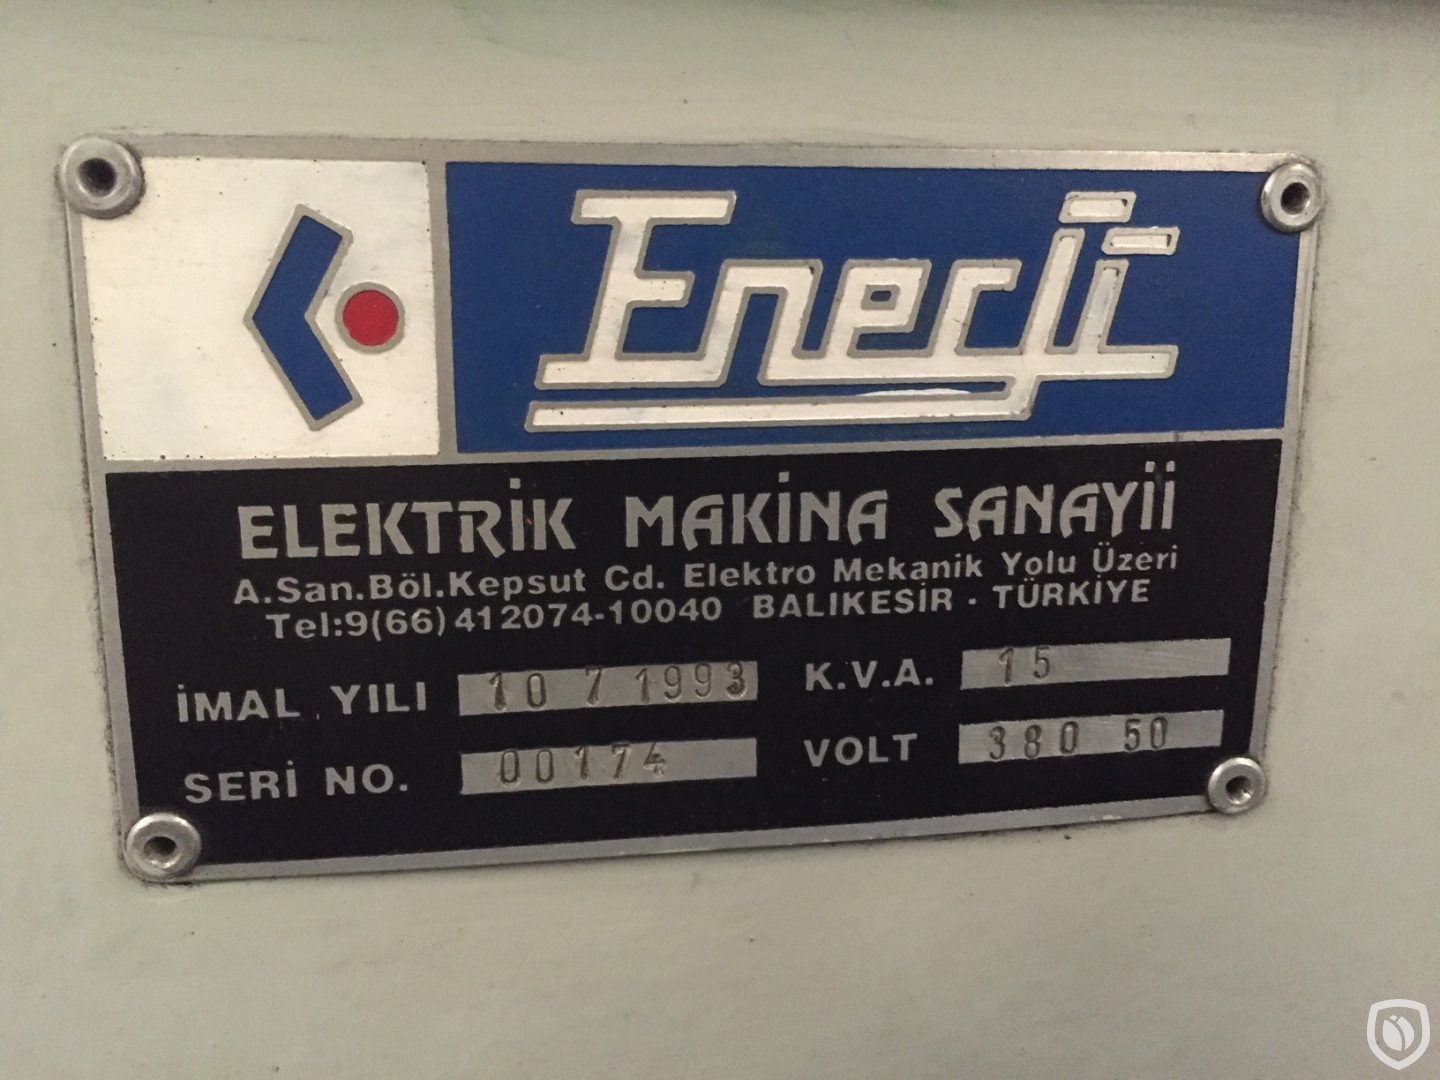 Enerji
ELEKTRİK MAKİNA SANAYİİ
A.San.Böl.Kepsut Cd. Elektro Mekanik Yolu Üzeri
Tel:9(66)412074-10040 BALIKESİR - TÜRKİYE
İMAL YILI 10 7 1993 K.V.A. 15
SERİ NO. 00174 VOLT 380 50